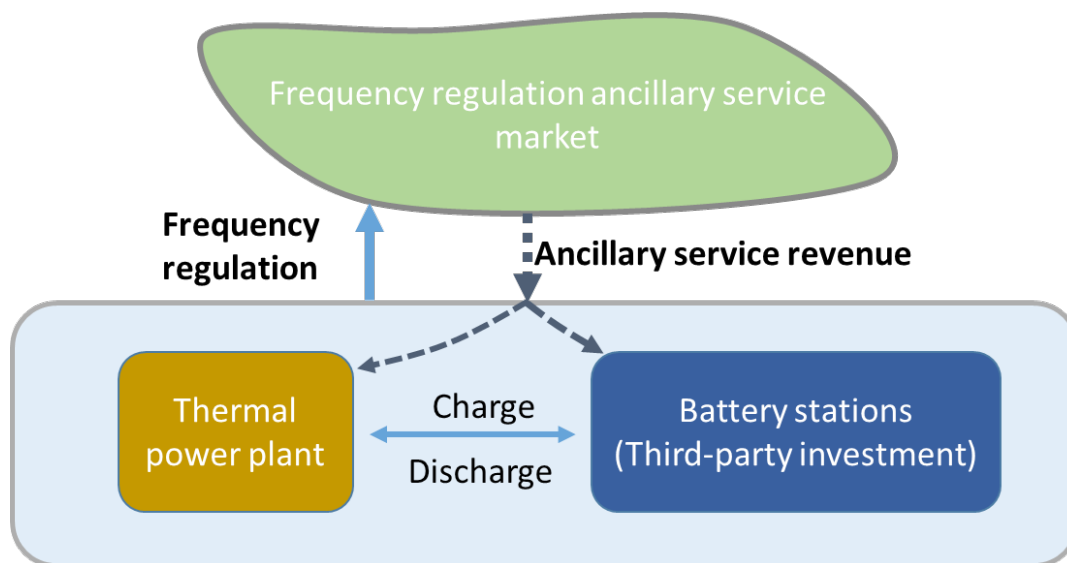 Frequency regulation ancillary service
market
Frequency
regulation
Ancillary service revenue
Thermal
power plant
Charge
Discharge
Battery stations
(Third-party investment)